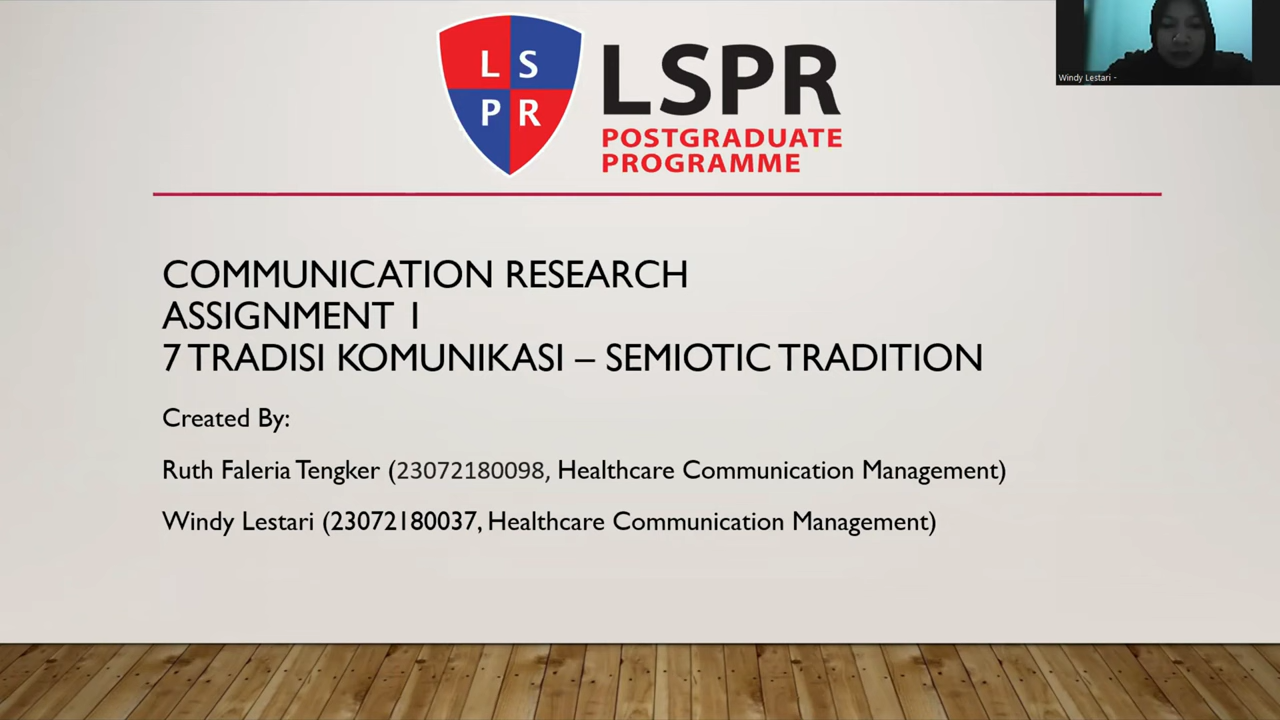 L S
P R
LSPR
POSTGRADUATE
PROGRAMME
Windy Lestari -
COMMUNICATION RESEARCH
ASSIGNMENT 1
7 TRADISI KOMUNIKASI – SEMIOTIC TRADITION
Created By:
Ruth Faleria Tengker (23072180098, Healthcare Communication Management)
Windy Lestari (23072180037, Healthcare Communication Management)